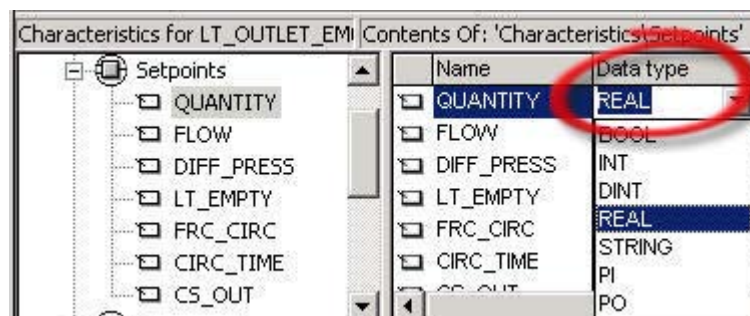 Characteristics for LT_OUTLET_EM
Contents Of: 'Characteristics\Setpoints'
Setpoints
QUANTITY
FLOW
DIFF_PRESS
LT_EMPTY
FRC_CIRC
CIRC_TIME
CS_OUT
Name Data type
QUANTITY REAL
FLOW
DIFF_PRESS
LT_EMPTY
FRC_CIRC
CIRC_TIME
CS_OUT
BOOL
INT
DINT
REAL
STRING
PI
PO